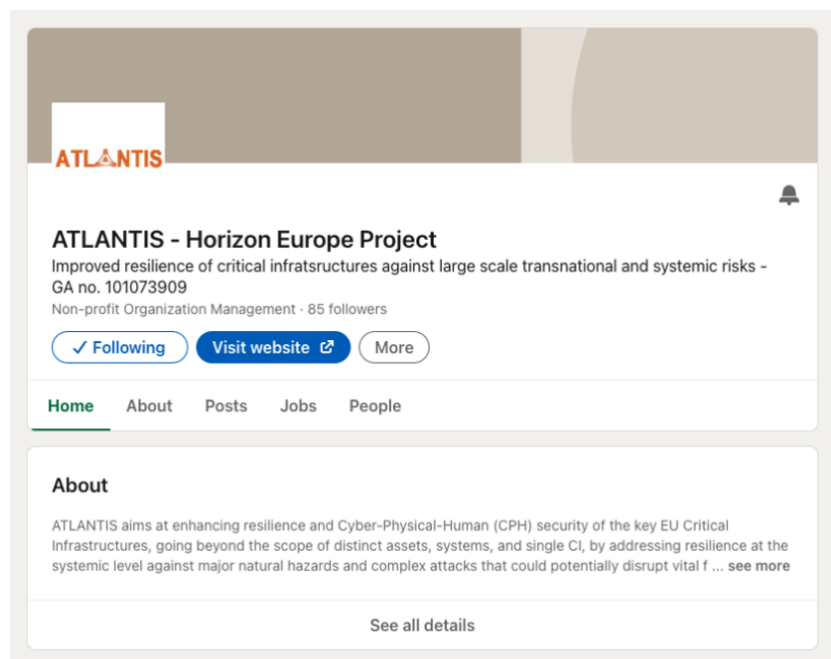 ATLANTIS
ATLANTIS - Horizon Europe Project
Improved resilience of critical infratsructures against large scale transnational and systemic risks -
GA no. 101073909
Non-profit Organization Management · 85 followers
✓ Following Visit website More
Home About Posts Jobs People
About
ATLANTIS aims at enhancing resilience and Cyber-Physical-Human (CPH) security of the key EU Critical
Infrastructures, going beyond the scope of distinct assets, systems, and single CI, by addressing resilience at the
systemic level against major natural hazards and complex attacks that could potentially disrupt vital f ... see more
See all details